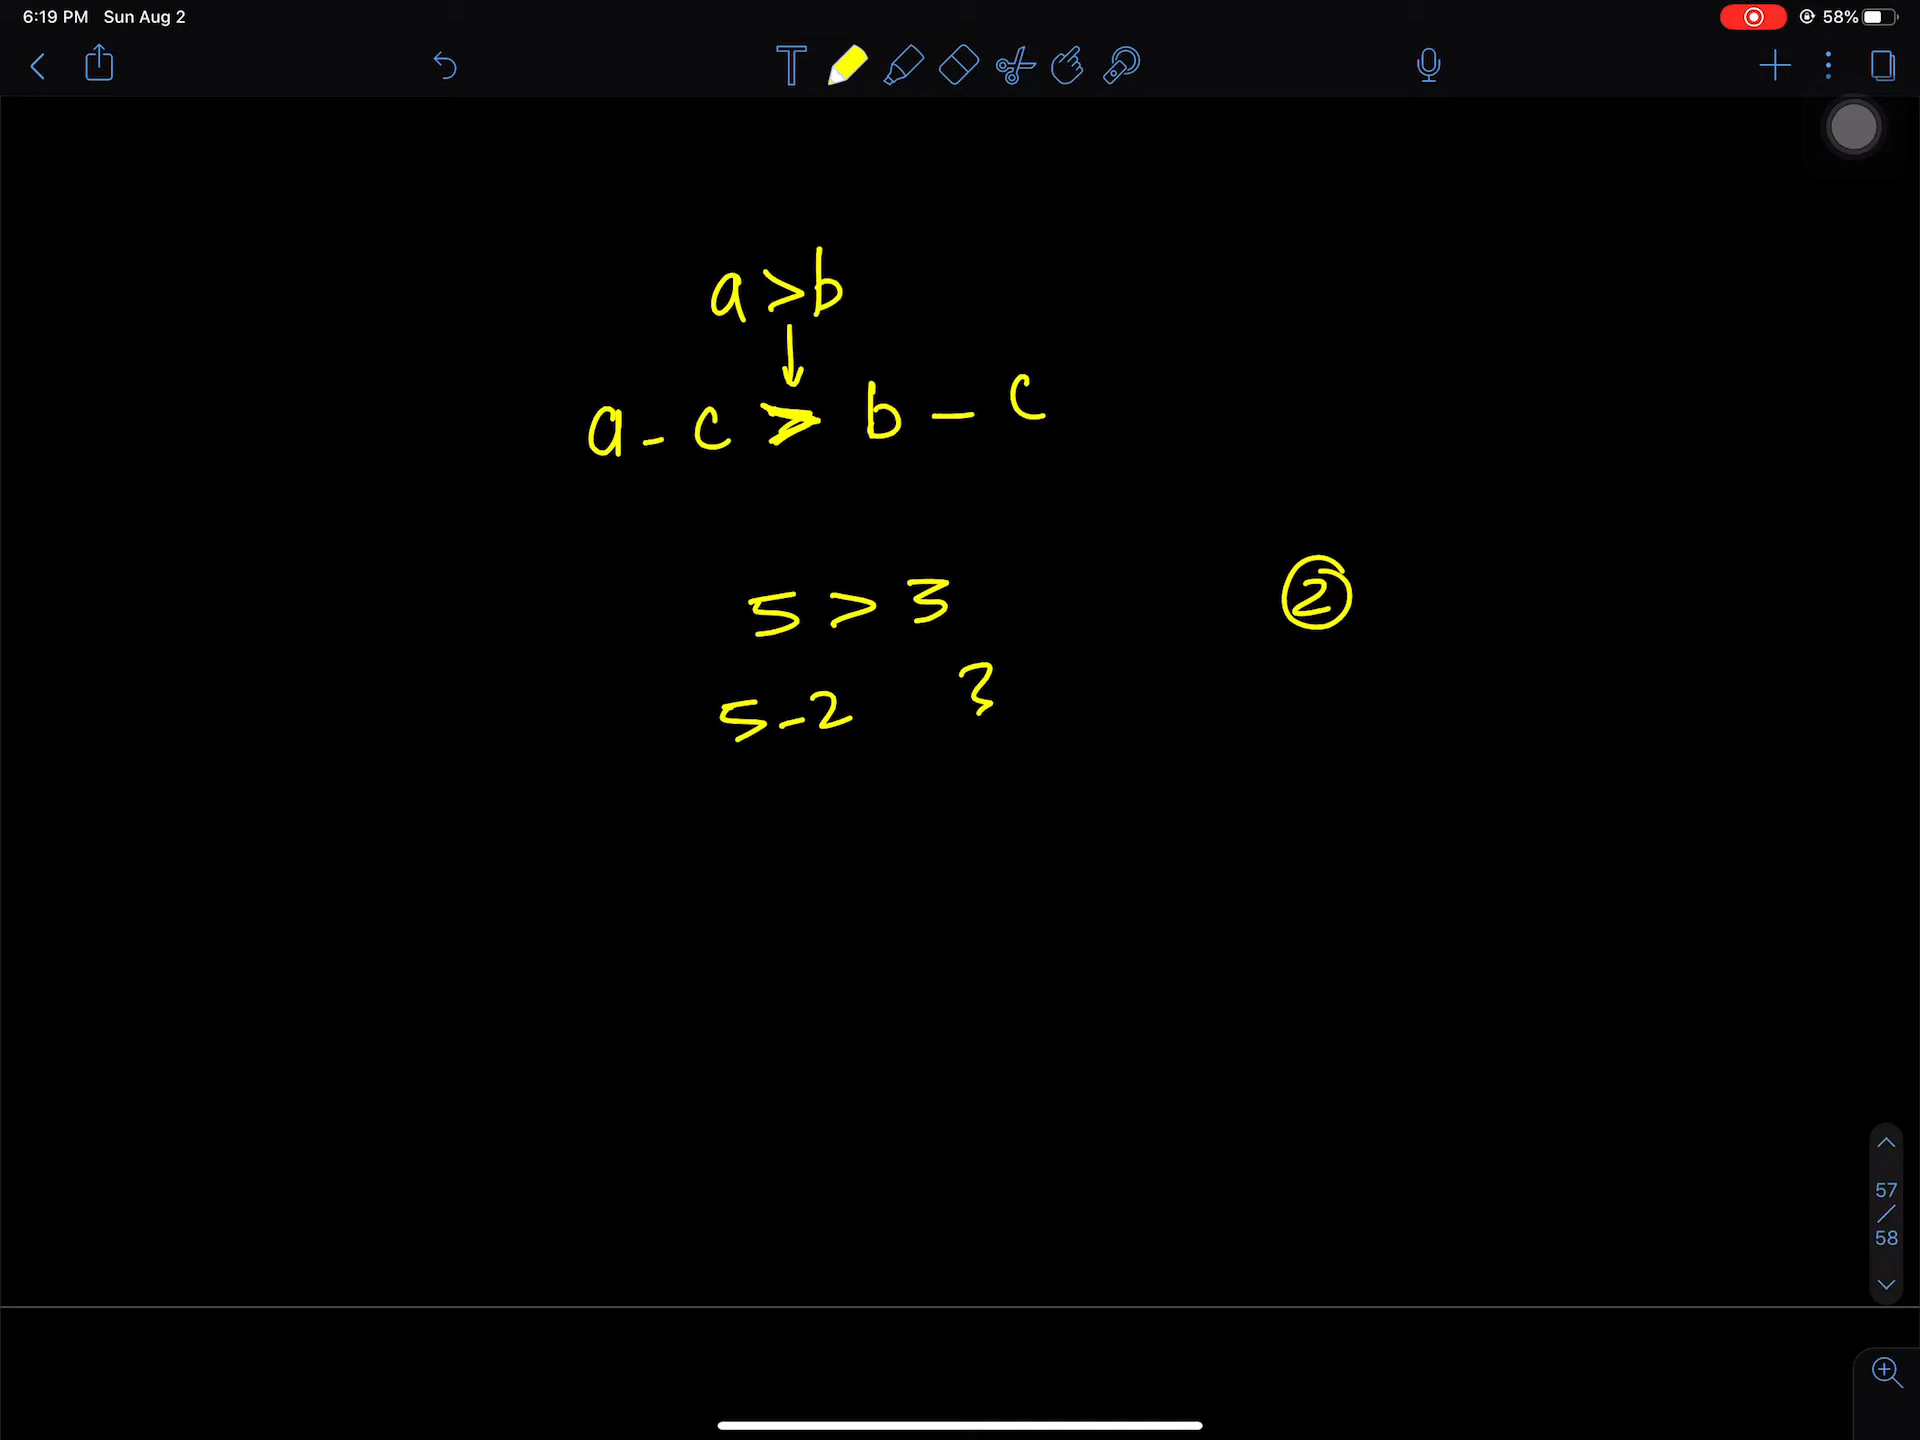 6:19 PM Sun Aug 2 58%
T
a > b
↓
a - c > b - c
5 > 3 ②
5 - 2 3
57
/
58